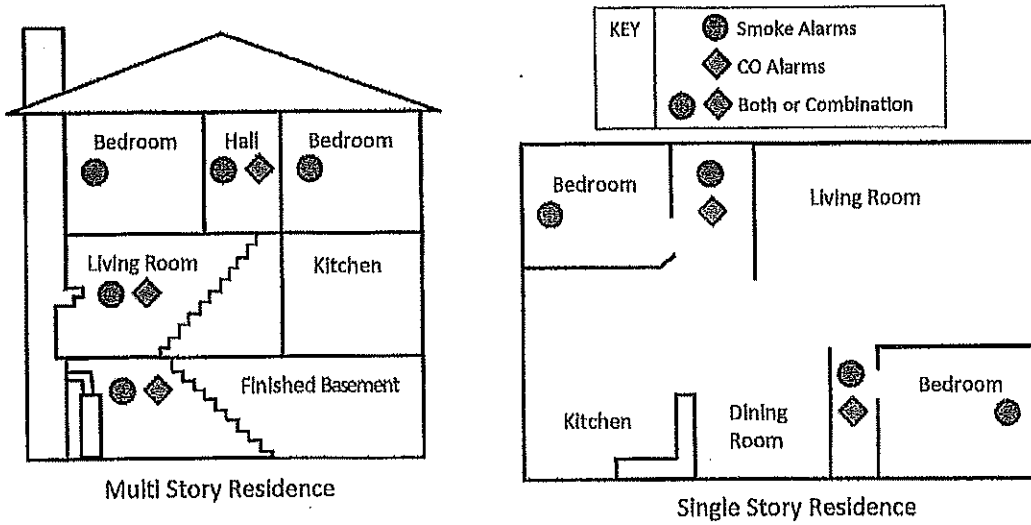 KEY
Smoke Alarms
CO Alarms
Both or Combination
Bedroom
Hall
Bedroom
Living Room
Kitchen
Finished Basement
Multi Story Residence
Bedroom
Living Room
Kitchen
Dining
Room
Bedroom
Single Story Residence